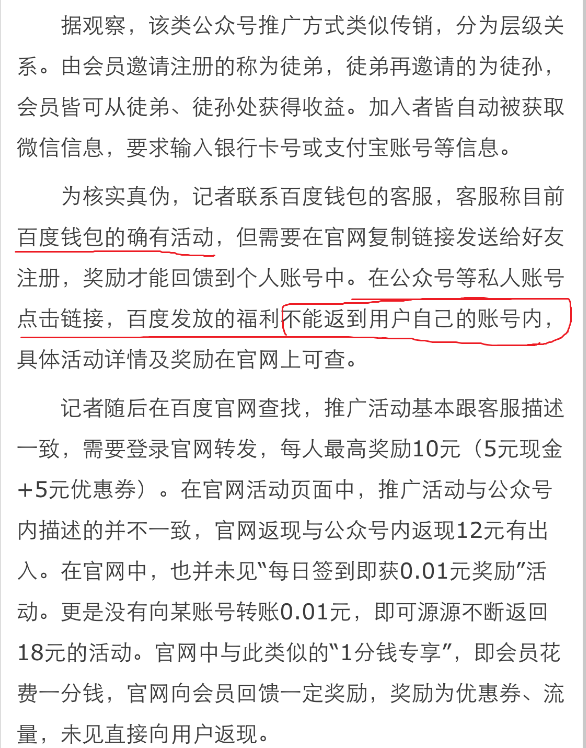 据观察，该类公众号推广方式类似传销，分为层级关
系。由会员邀请注册的称为徒弟，徒弟再邀请的为徒孙，
会员皆可从徒弟、徒孙处获得收益。加入者皆自动被获取
微信信息，要求输入银行卡号或支付宝账号等信息。
为核实真伪，记者联系百度钱包的客服，客服称目前
百度钱包的确有活动，但需要在官网复制链接发送给好友
注册，奖励才能回馈到个人账号中。在公众号等私人账号
点击链接，百度发放的福利不能返到用户自己的账号内，
具体活动详情及奖励在官网上可查。
记者随后在百度官网查找，推广活动基本跟客服描述
一致，需要登录官网转发，每人最高奖励10元（5元现金
+5元优惠券）。在官网活动页面中，推广活动与公众号
内描述的并不一致，官网返现与公众号内返现12元有出
入。在官网中，也并未见“每日签到即获0.01元奖励”活
动。更是没有向某账号转账0.01元，即可源源不断返回
18元的活动。官网中与此类似的“1分钱专享”，即会员花
费一分钱，官网向会员回馈一定奖励，奖励为优惠券、流
量，未见直接向用户返现。